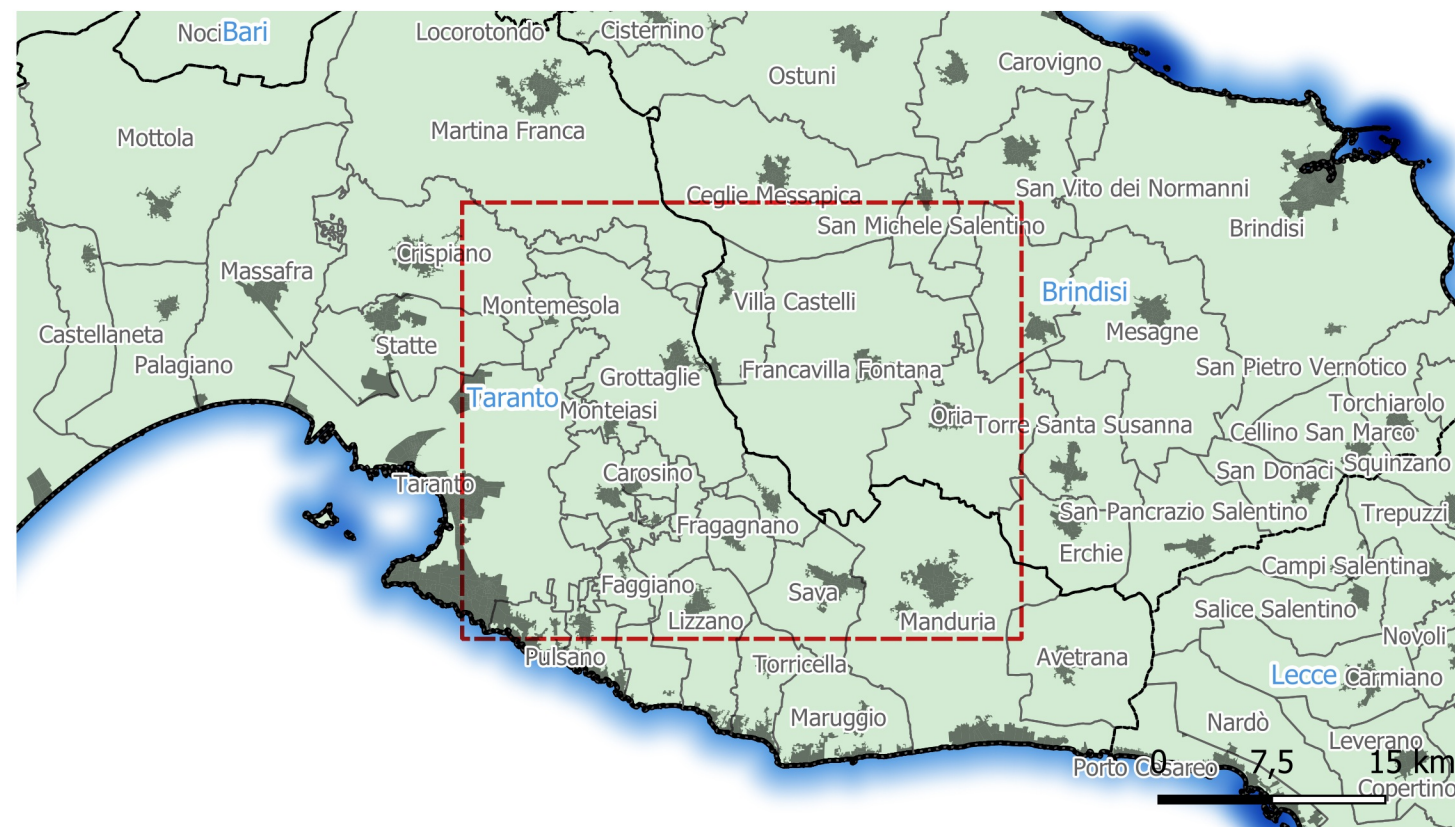 Noci
Bari
Locorotondo
Cisternino
Ostuni
Carovigno
Mottola
Martina Franca
Ceglie Messapica
San Vito dei Normanni
San Michele Salentino
Brindisi
Crispiano
Massafra
Montemesola
Villa Castelli
Brindisi
Mesagne
Castellaneta
Statte
Palagiano
Grottaglie
Francavilla Fontana
San Pietro Vernotico
Taranto
Monteiasi
Oria
Torre Santa Susanna
Torchiarolo
Cellino San Marco
Carosino
San Donaci
Squinzano
Taranto
Fragagnano
San Pancrazio Salentino
Trepuzzi
Erchie
Campi Salentina
Faggiano
Sava
Lizzano
Manduria
Salice Salentino
Novoli
Pulsano
Torricella
Avetrana
Lecce
Carmiano
Maruggio
Nardò
Leverano
Porto Cesareo
0 7,5 15 km
Copertino